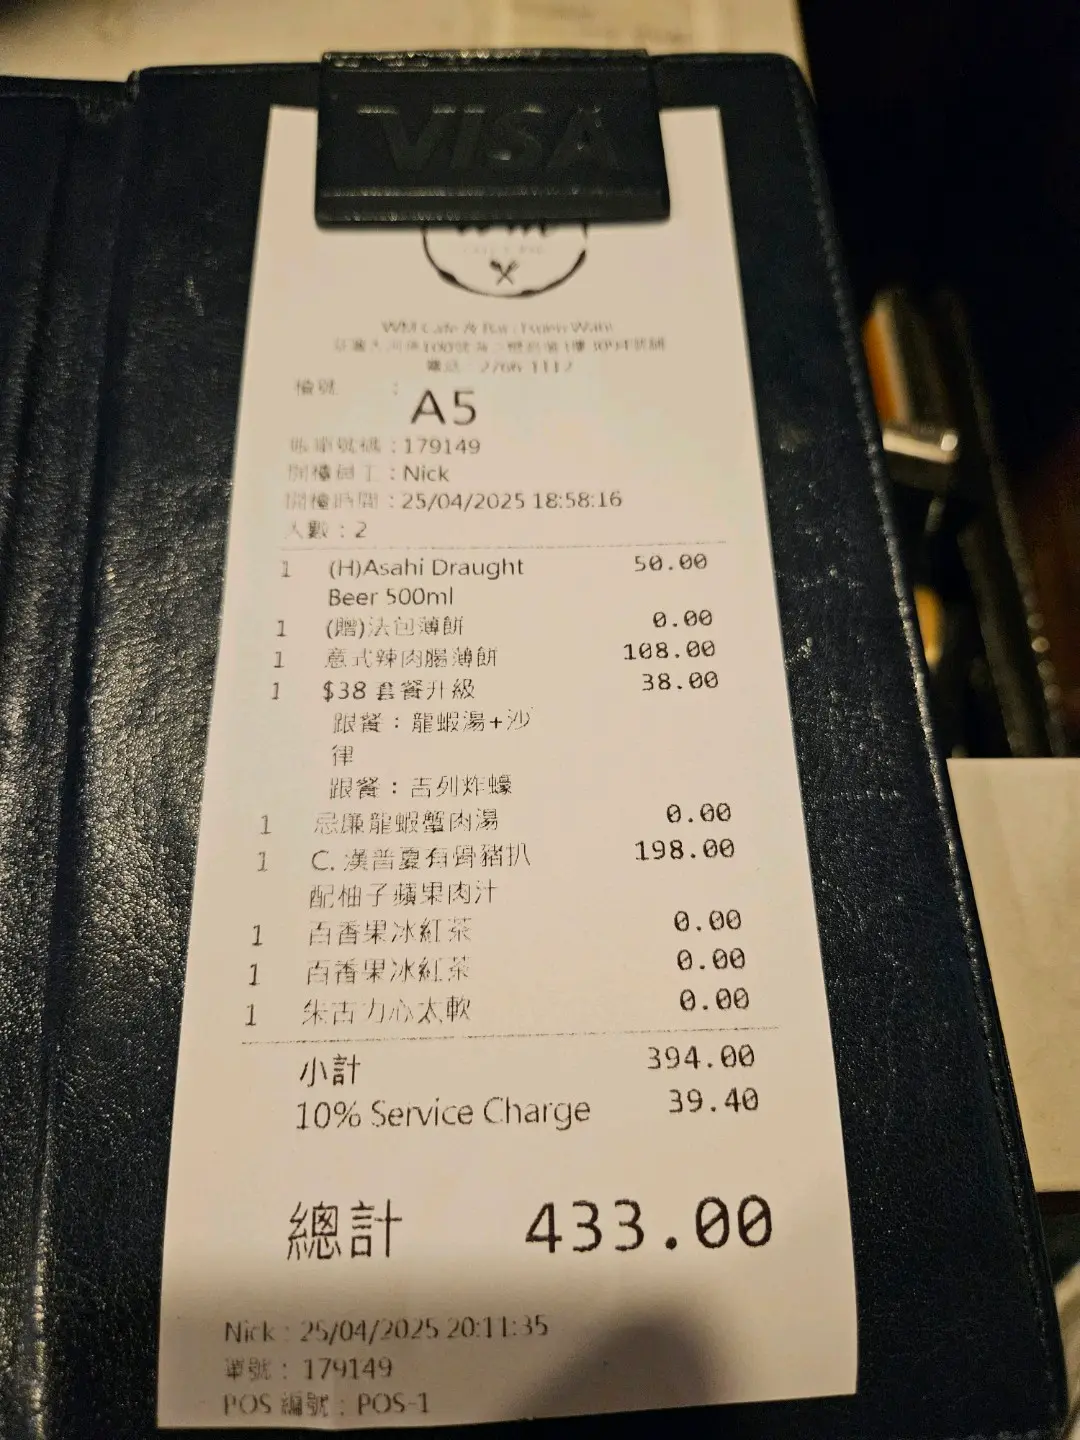 VISA
WM Cafe & Bar (Tsuen Wan)
1
A5
帳單號碼：179149
開檯員工：Nick
開檯時間：25/04/2025 18:58:16
人數：2
1 (H)Asahi Draught 50.00
Beer 500ml
1 (贈)法包薄餅 0.00
1 意式辣肉腸薄餅 108.00
1 $38 套餐升級 38.00
跟餐：龍蝦湯+沙
律
跟餐：吉列炸蠔
1 忌廉龍蝦蟹肉湯 0.00
1 C. 漢普夏有骨豬扒 198.00
配柚子蘋果肉汁
1 百香果冰紅茶 0.00
1 百香果冰紅茶 0.00
1 朱古力心太軟 0.00
小計 394.00
10% Service Charge 39.40
總計 433.00
Nick : 25/04/2025 20:11:35
單號：179149
POS 編號：POS-1